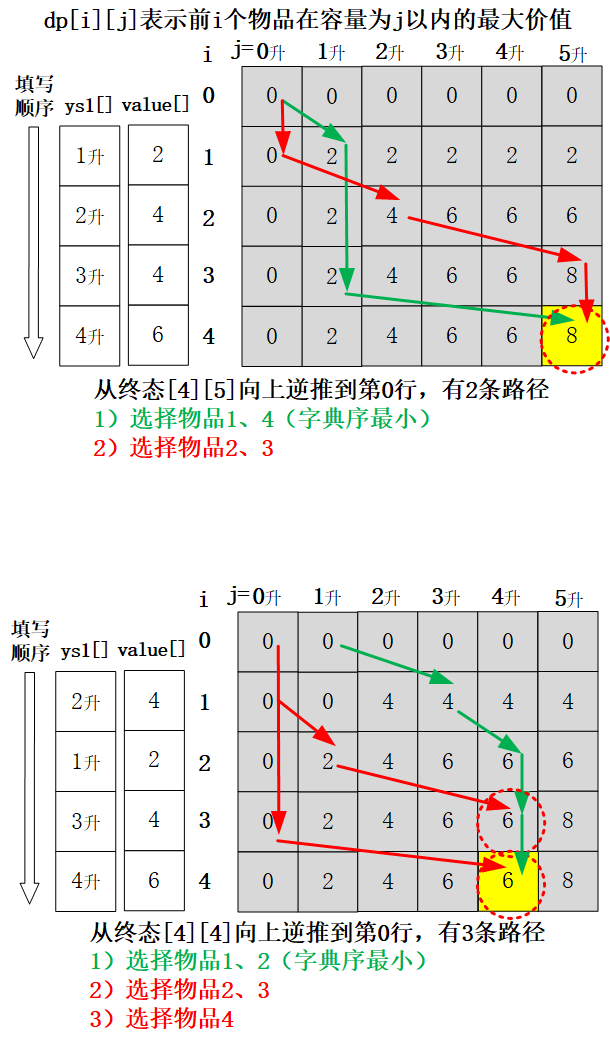 dp[i][j]表示前i个物品在容量为j以内的最大价值
i j=0升 1升 2升 3升 4升 5升
填写顺序 ysl[] value[] 0 0 0 0 0 0 0
1升 2 1 0 2 2 2 2 2
2升 4 2 0 2 4 6 6 6
3升 4 3 0 2 4 6 6 8
4升 6 4 0 2 4 6 6 8
从终态[4][5]向上逆推到第0行，有2条路径
1）选择物品1、4（字典序最小）
2）选择物品2、3
i j=0升 1升 2升 3升 4升 5升
填写顺序 ysl[] value[] 0 0 0 0 0 0 0
2升 4 1 0 0 4 4 4 4
1升 2 2 0 2 4 6 6 6
3升 4 3 0 2 4 6 6 8
4升 6 4 0 2 4 6 6 8
从终态[4][4]向上逆推到第0行，有3条路径
1）选择物品1、2（字典序最小）
2）选择物品2、3
3）选择物品4